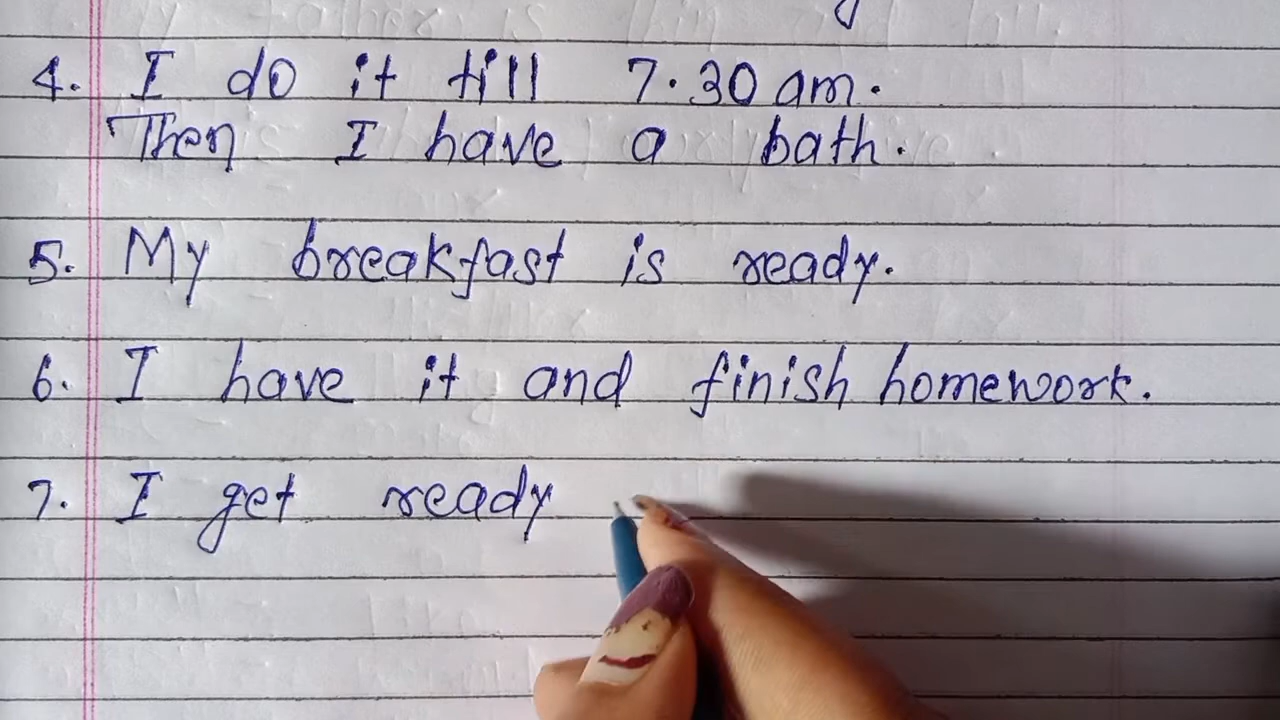 4. I do it till 7.30 am.
Then I have a bath.
5. My breakfast is ready.
6. I have it and finish homework.
7. I get ready